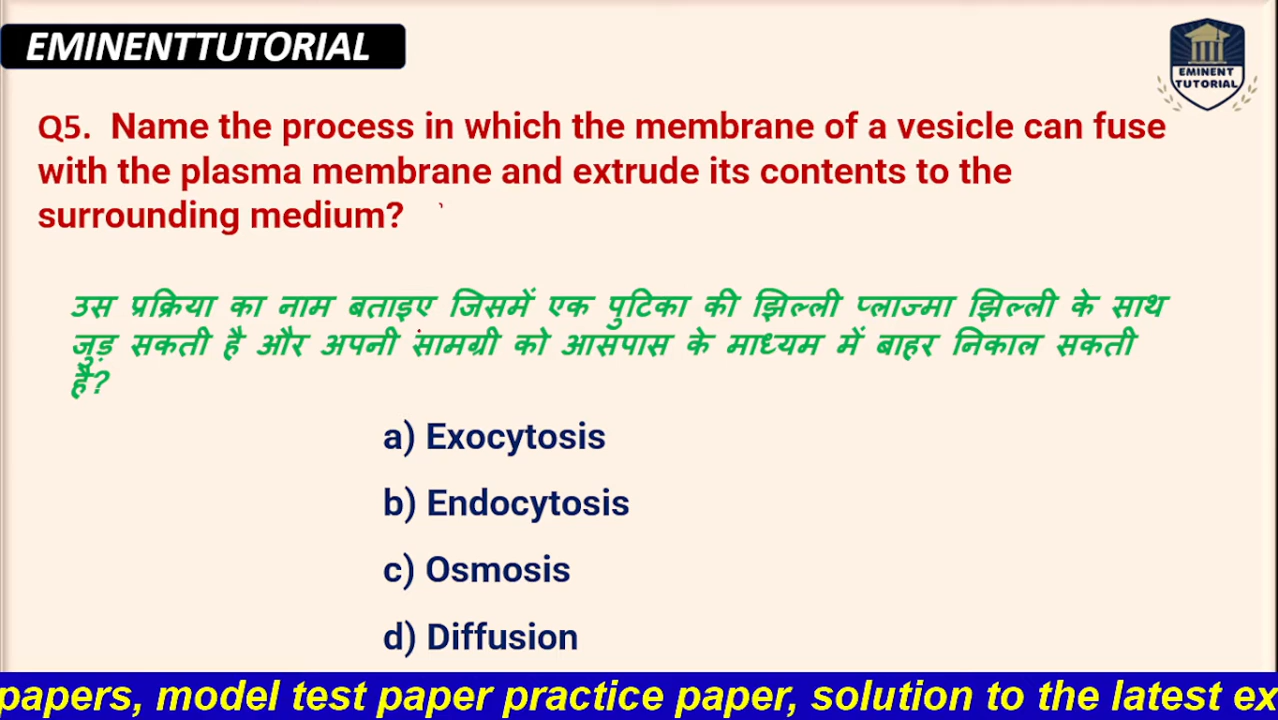 EMINENTTUTORIAL
EMINENT
TUTORIAL
Q5. Name the process in which the membrane of a vesicle can fuse
with the plasma membrane and extrude its contents to the
surrounding medium?
उस प्रक्रिया का नाम बताइए जिसमें एक पुटिका की झिल्ली प्लाज्मा झिल्ली के साथ
जुड़ सकती है और अपनी सामग्री को आसपास के माध्यम में बाहर निकाल सकती
है?
a) Exocytosis
b) Endocytosis
c) Osmosis
d) Diffusion
papers, model test paper practice paper, solution to the latest ex